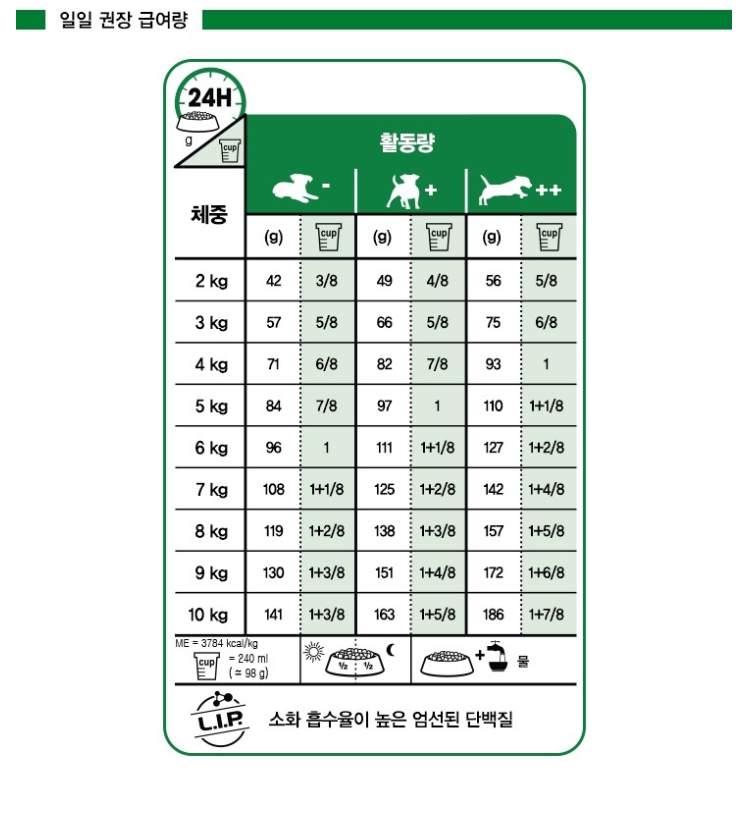 일일 권장 급여량
24H
g
cup
활동량
- + ++
체중
(g) cup (g) cup (g) cup
2 kg 42 3/8 49 4/8 56 5/8
3 kg 57 5/8 66 5/8 75 6/8
4 kg 71 6/8 82 7/8 93 1
5 kg 84 7/8 97 1 110 1+1/8
6 kg 96 1 111 1+1/8 127 1+2/8
7 kg 108 1+1/8 125 1+2/8 142 1+4/8
8 kg 119 1+2/8 138 1+3/8 157 1+5/8
9 kg 130 1+3/8 151 1+4/8 172 1+6/8
10 kg 141 1+3/8 163 1+5/8 186 1+7/8
ME = 3784 kcal/kg
cup = 240 ml
(≅ 98 g)
1/2 1/2
+ 물
L.I.P. 소화 흡수율이 높은 엄선된 단백질